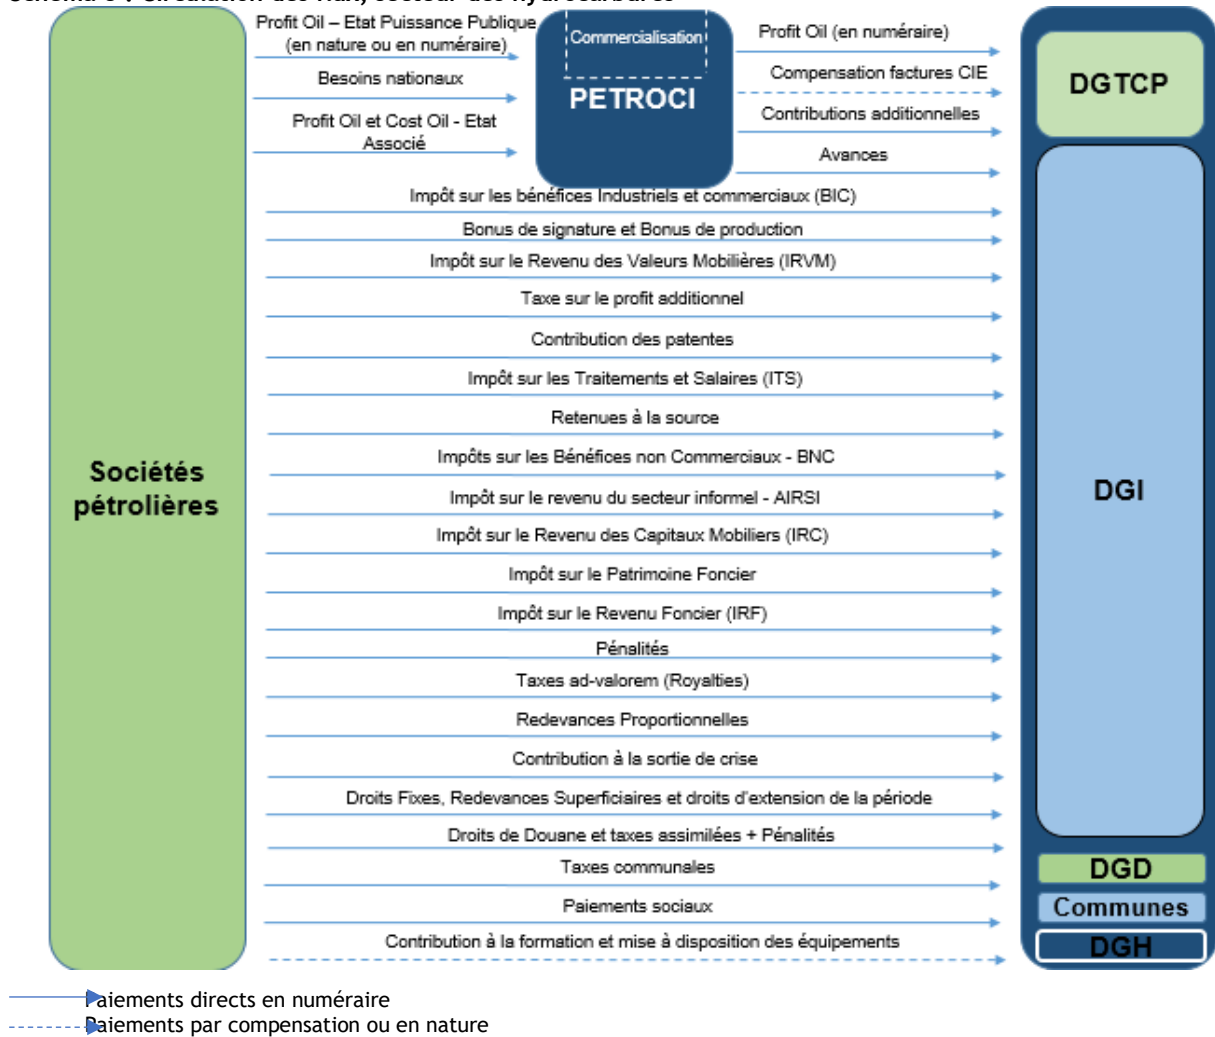 Schéma 6 : Circulation des flux, secteur des hydrocarbures
Profit Oil – Etat Puissance Publique
(en nature ou en numéraire)
Besoins nationaux
Profit Oil et Cost Oil - Etat
Associé
Commercialisation
PETROCI
Profit Oil (en numéraire)
Compensation factures CIE
Contributions additionnelles
Avances
DGTCP
Impôt sur les bénéfices Industriels et commerciaux (BIC)
Bonus de signature et Bonus de production
Impôt sur le Revenu des Valeurs Mobilières (IRVM)
Taxe sur le profit additionnel
Contribution des patentes
Impôt sur les Traitements et Salaires (ITS)
Retenues à la source
Impôts sur les Bénéfices non Commerciaux - BNC
Impôt sur le revenu du secteur informel - AIRSI
Impôt sur le Revenu des Capitaux Mobiliers (IRC)
Impôt sur le Patrimoine Foncier
Impôt sur le Revenu Foncier (IRF)
Pénalités
Taxes ad-valorem (Royalties)
Redevances Proportionnelles
Contribution à la sortie de crise
Droits Fixes, Redevances Superficiaires et droits d'extension de la période
Droits de Douane et taxes assimilées + Pénalités
Taxes communales
Paiements sociaux
Contribution à la formation et mise à disposition des équipements
Sociétés
pétrolières
DGI
DGD
Communes
DGH
Paiements directs en numéraire
Paiements par compensation ou en nature